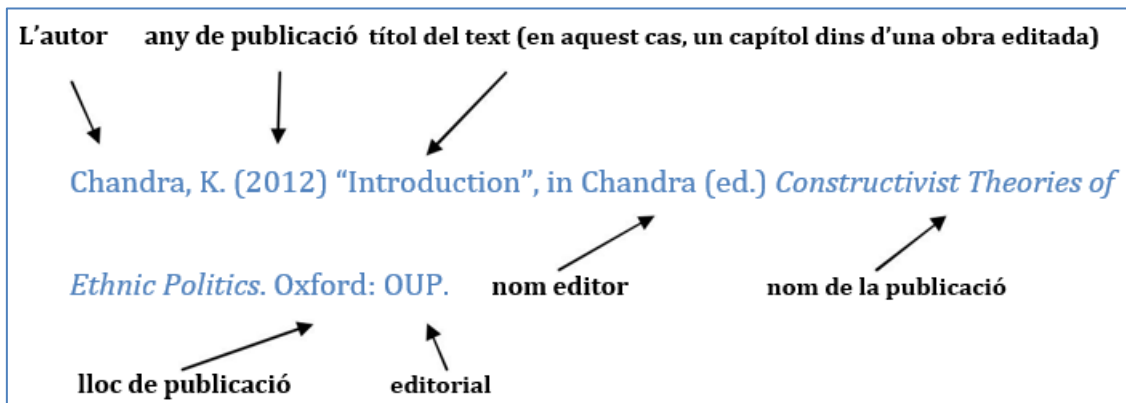 L’autor any de publicació títol del text (en aquest cas, un capítol dins d’una obra editada)
Chandra, K. (2012) “Introduction”, in Chandra (ed.) Constructivist Theories of
Ethnic Politics. Oxford: OUP.
nom editor nom de la publicació
lloc de publicació editorial